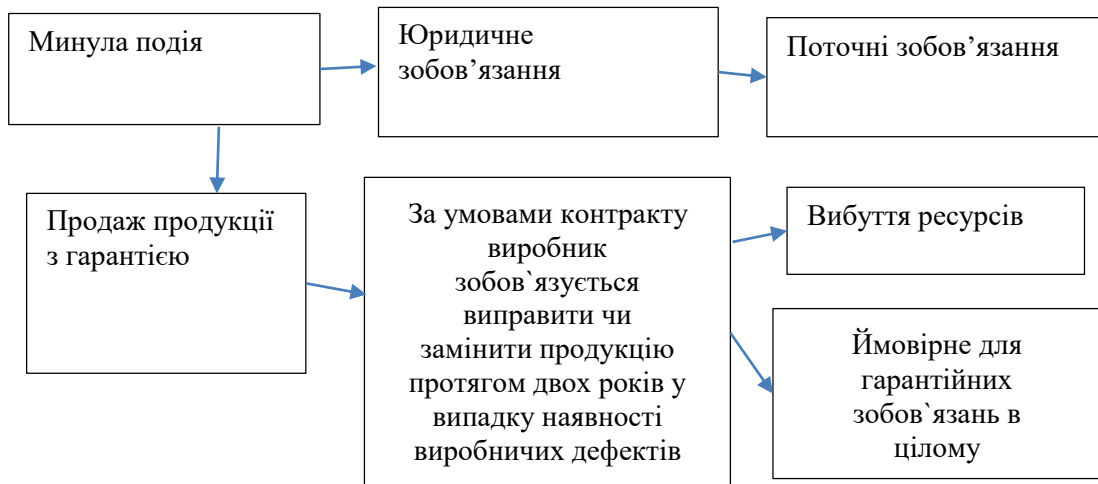 Минула подія
Юридичне
зобов’язання
Поточні зобов’язання
Продаж продукції
з гарантією
За умовами контракту
виробник
зобов`язується
виправити чи
замінити продукцію
протягом двох років у
випадку наявності
виробничих дефектів
Вибуття ресурсів
Ймовірне для
гарантійних
зобов`язань в
цілому